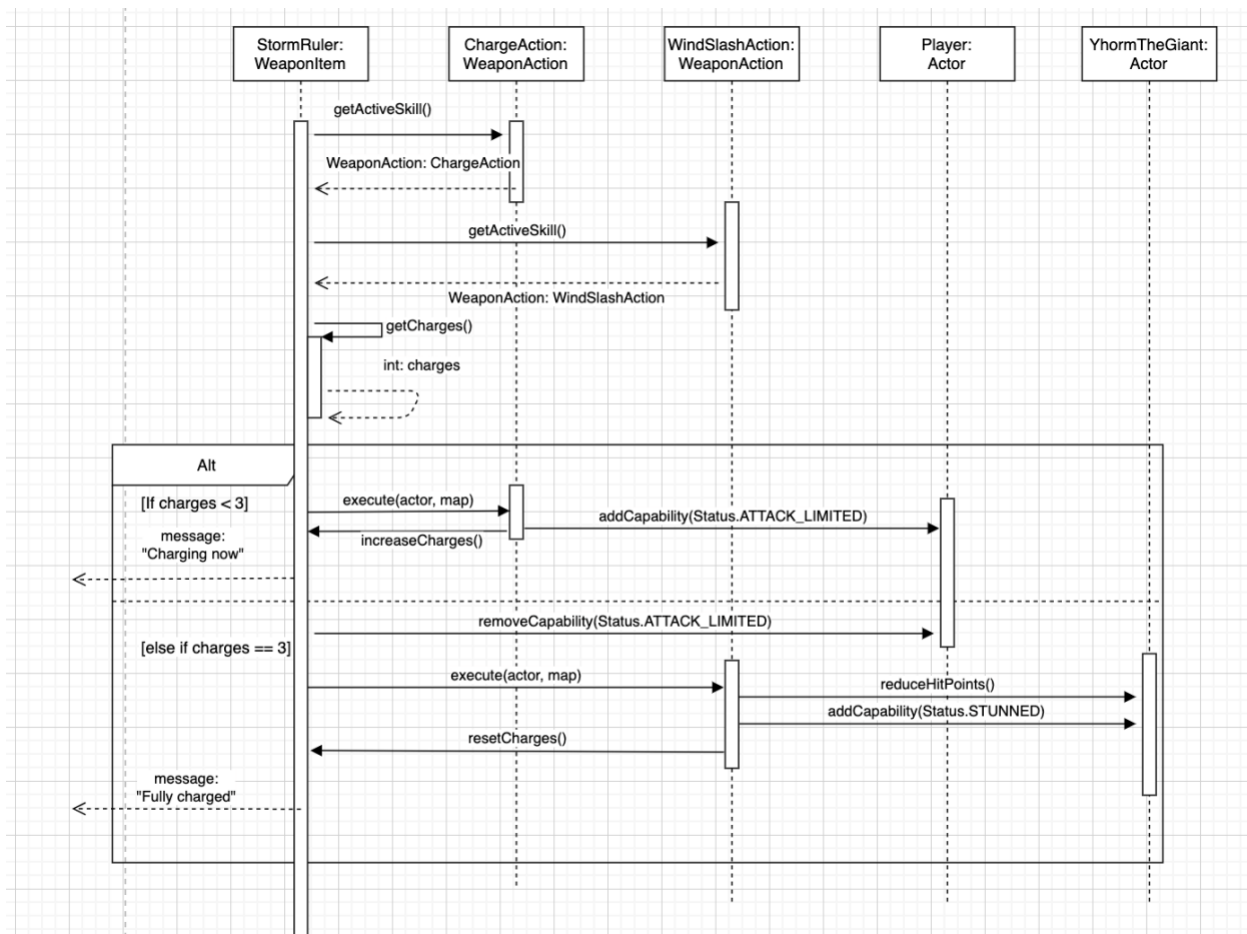 StormRuler:
WeaponItem
ChargeAction:
WeaponAction
WindSlashAction:
WeaponAction
Player:
Actor
YhormTheGiant:
Actor
getActiveSkill()
WeaponAction: ChargeAction
getActiveSkill()
WeaponAction: WindSlashAction
getCharges()
int: charges
Alt
[If charges < 3]
execute(actor, map)
addCapability(Status.ATTACK_LIMITED)
increaseCharges()
message:
"Charging now"
removeCapability(Status.ATTACK_LIMITED)
[else if charges == 3]
execute(actor, map)
reduceHitPoints()
addCapability(Status.STUNNED)
resetCharges()
message:
"Fully charged"